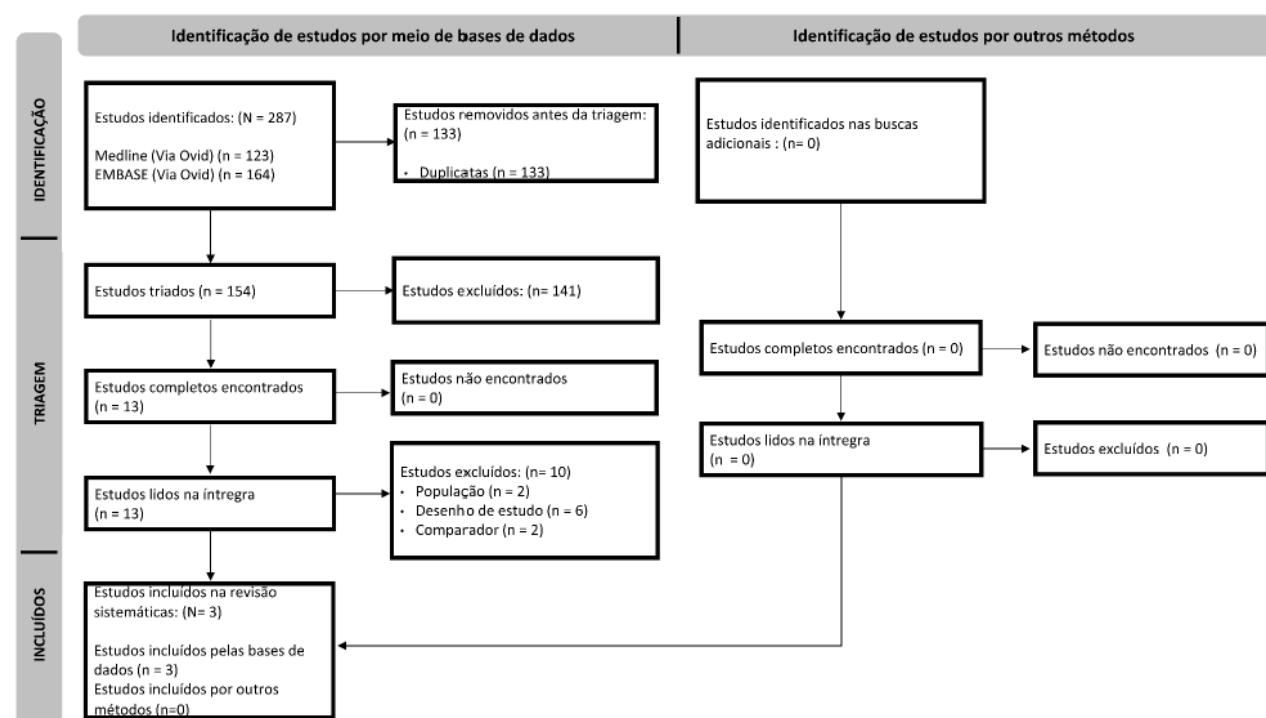 Identificação de estudos por meio de bases de dados
Identificação de estudos por outros métodos
IDENTIFICAÇÃO
Estudos identificados: (N = 287)
Medline (Via Ovid) (n = 123)
EMBASE (Via Ovid) (n = 164)
Estudos removidos antes da triagem:
(n = 133)
• Duplicatas (n = 133)
Estudos identificados nas buscas
adicionais : (n= 0)
TRIAGEM
Estudos triados (n = 154)
Estudos excluídos: (n= 141)
Estudos completos encontrados
(n = 13)
Estudos não encontrados
(n = 0)
Estudos completos encontrados (n = 0)
Estudos não encontrados (n = 0)
Estudos lidos na íntregra
(n = 13)
Estudos excluídos: (n= 10)
• População (n = 2)
• Desenho de estudo (n = 6)
• Comparador (n = 2)
Estudos lidos na íntregra
(n = 0)
Estudos excluídos (n = 0)
INCLUÍDOS
Estudos incluídos na revisão
sistemáticas: (N= 3)
Estudos incluídos pelas bases de
dados (n = 3)
Estudos incluídos por outros
métodos (n=0)